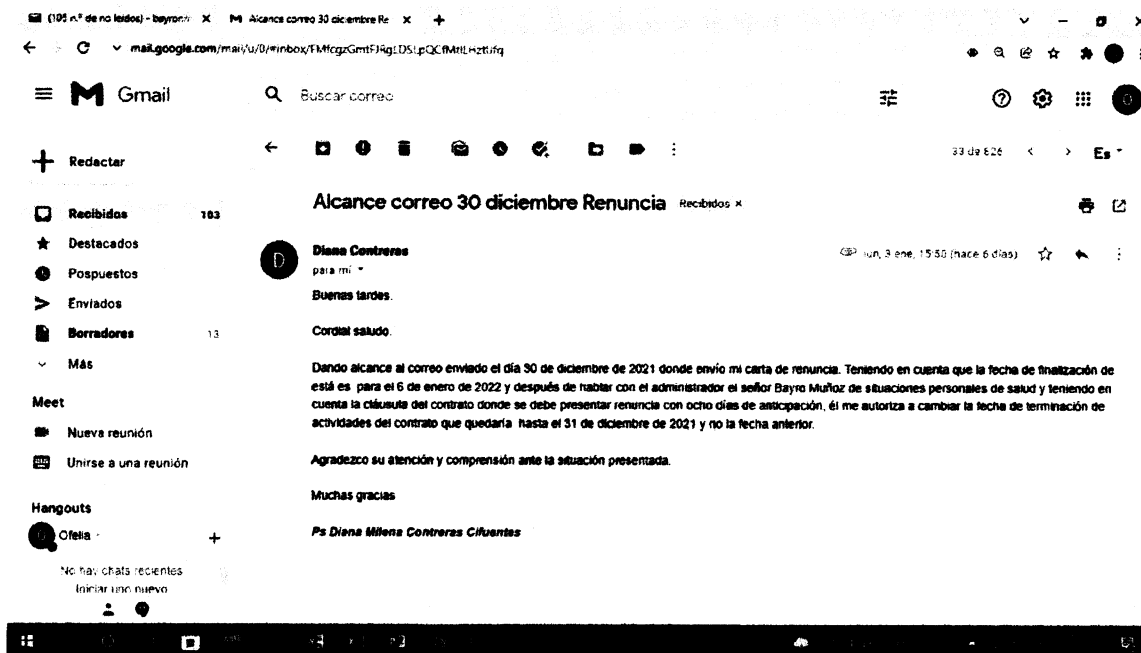 (105 n.º de no leídos) - beyron
Alcance correo 30 diciembre Re
mail.google.com/mail/u/0/#inbox/
Gmail
Buscar correo
Redactar
33 de 826
Es
Alcance correo 30 diciembre Renuncia
Recibidos x
Recibidos 103
Destacados
Pospuestos
Enviados
Borradores 13
Más
Diana Contreras
lun, 3 ene, 15:50 (hace 6 días)
para mí
D
Buenas tardes.
Cordial saludo.
Dando alcance al correo enviado el día 30 de diciembre de 2021 donde envío mi carta de renuncia. Teniendo en cuenta que la fecha de finalización de
está es para el 6 de enero de 2022 y después de hablar con el administrador el señor Bayro Muñoz de situaciones personales de salud y teniendo en
cuenta la cláusula del contrato donde se debe presentar renuncia con ocho días de anticipación, él me autoriza a cambiar la fecha de terminación de
actividades del contrato que quedaría hasta el 31 de diciembre de 2021 y no la fecha anterior.
Agradezco su atención y comprensión ante la situación presentada.
Muchas gracias
Ps Diana Milena Contreras Cifuentes
Meet
Nueva reunión
Unirse a una reunión
Hangouts
Ofelia
No hay chats recientes
Iniciar uno nuevo